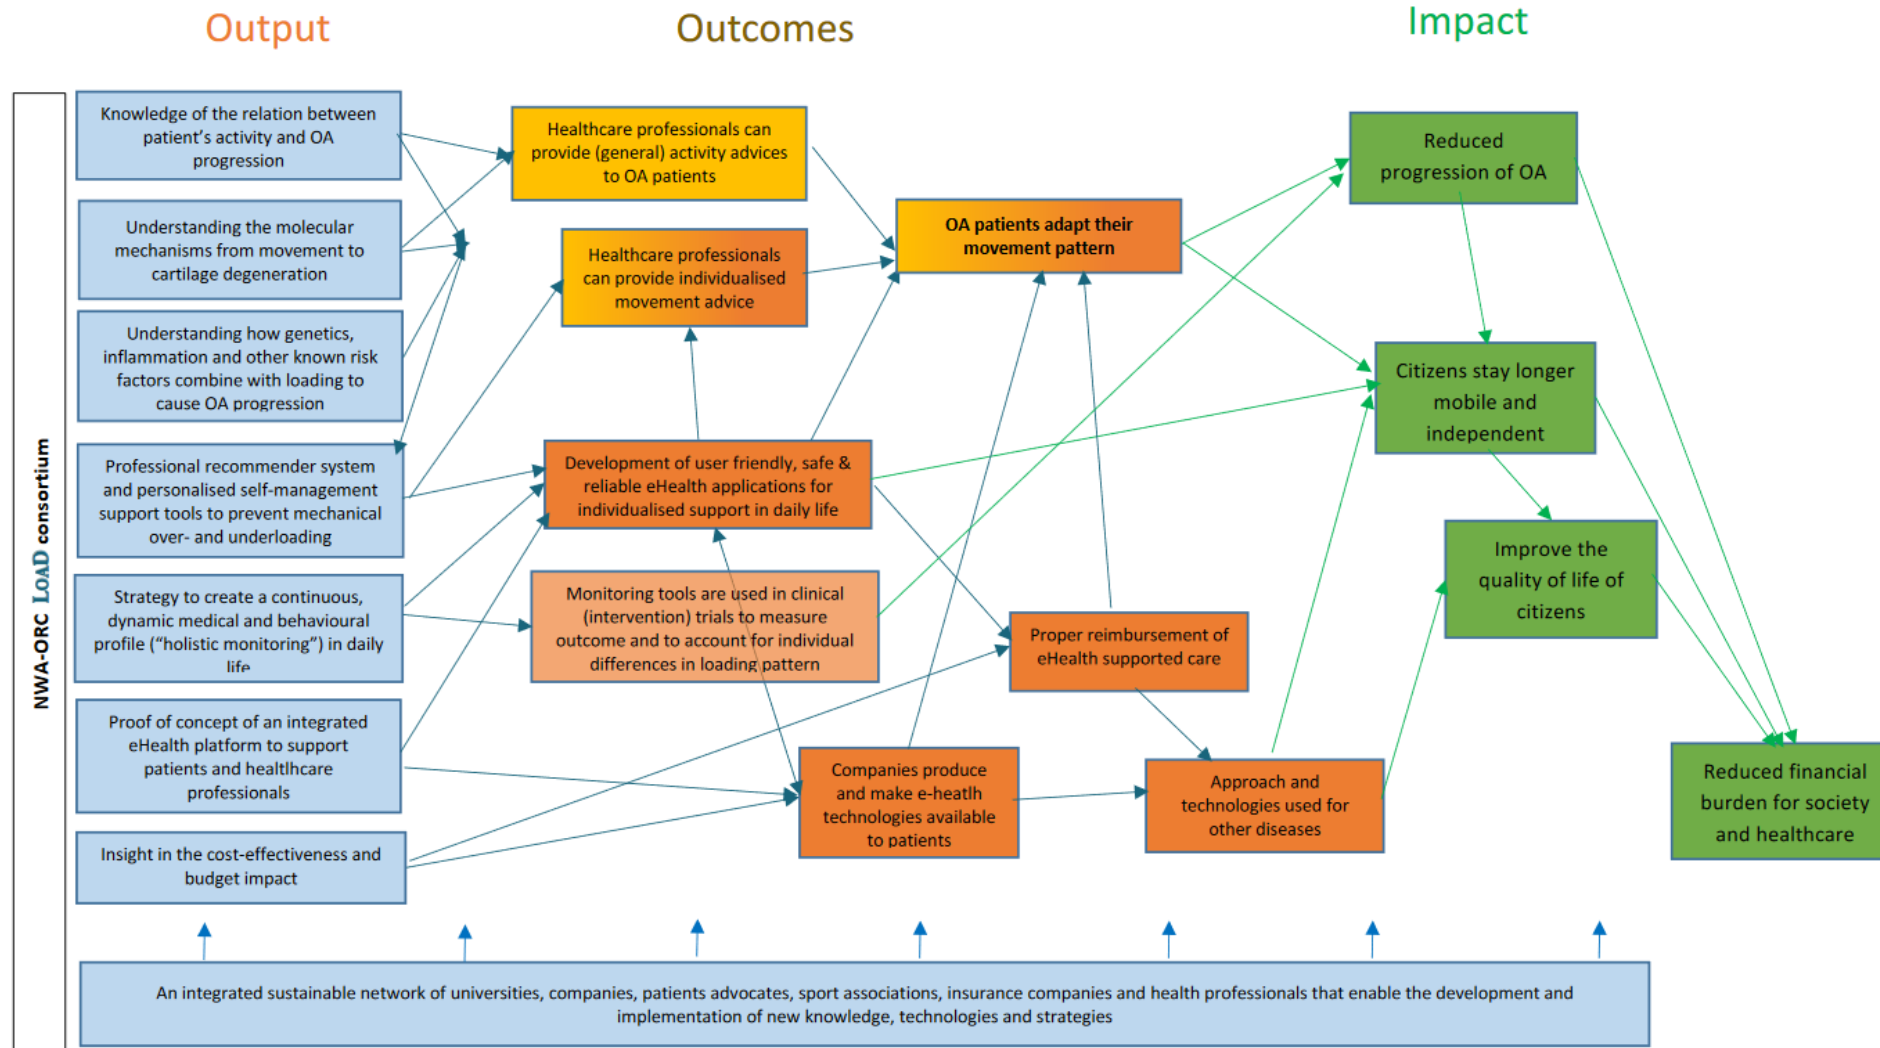 Output
Outcomes
Impact
NWA-ORC LOAD consortium
Knowledge of the relation between
patient's activity and OA
progression
Understanding the molecular
mechanisms from movement to
cartilage degeneration
Understanding how genetics,
inflammation and other known risk
factors combine with loading to
cause OA progression
Professional recommender system
and personalised self-management
support tools to prevent mechanical
over- and underloading
Strategy to create a continuous,
dynamic medical and behavioural
profile ("holistic monitoring") in daily
life
Proof of concept of an integrated
eHealth platform to support
patients and healtlhcare
professionals
Insight in the cost-effectiveness and
budget impact
Healthcare professionals can
provide (general) activity advices
to OA patients
Healthcare professionals
can provide individualised
movement advice
OA patients adapt their
movement pattern
Development of user friendly, safe &
reliable eHealth applications for
individualised support in daily life
Monitoring tools are used in clinical
(intervention) trials to measure
outcome and to account for individual
differences in loading pattern
Proper reimbursement of
eHealth supported care
Companies produce
and make e-heatlh
technologies available
to patients
Approach and
technologies used for
other diseases
Reduced
progression of OA
Citizens stay longer
mobile and
independent
Improve the
quality of life of
citizens
Reduced financial
burden for society
and healthcare
An integrated sustainable network of universities, companies, patients advocates, sport associations, insurance companies and health professionals that enable the development and
implementation of new knowledge, technologies and strategies